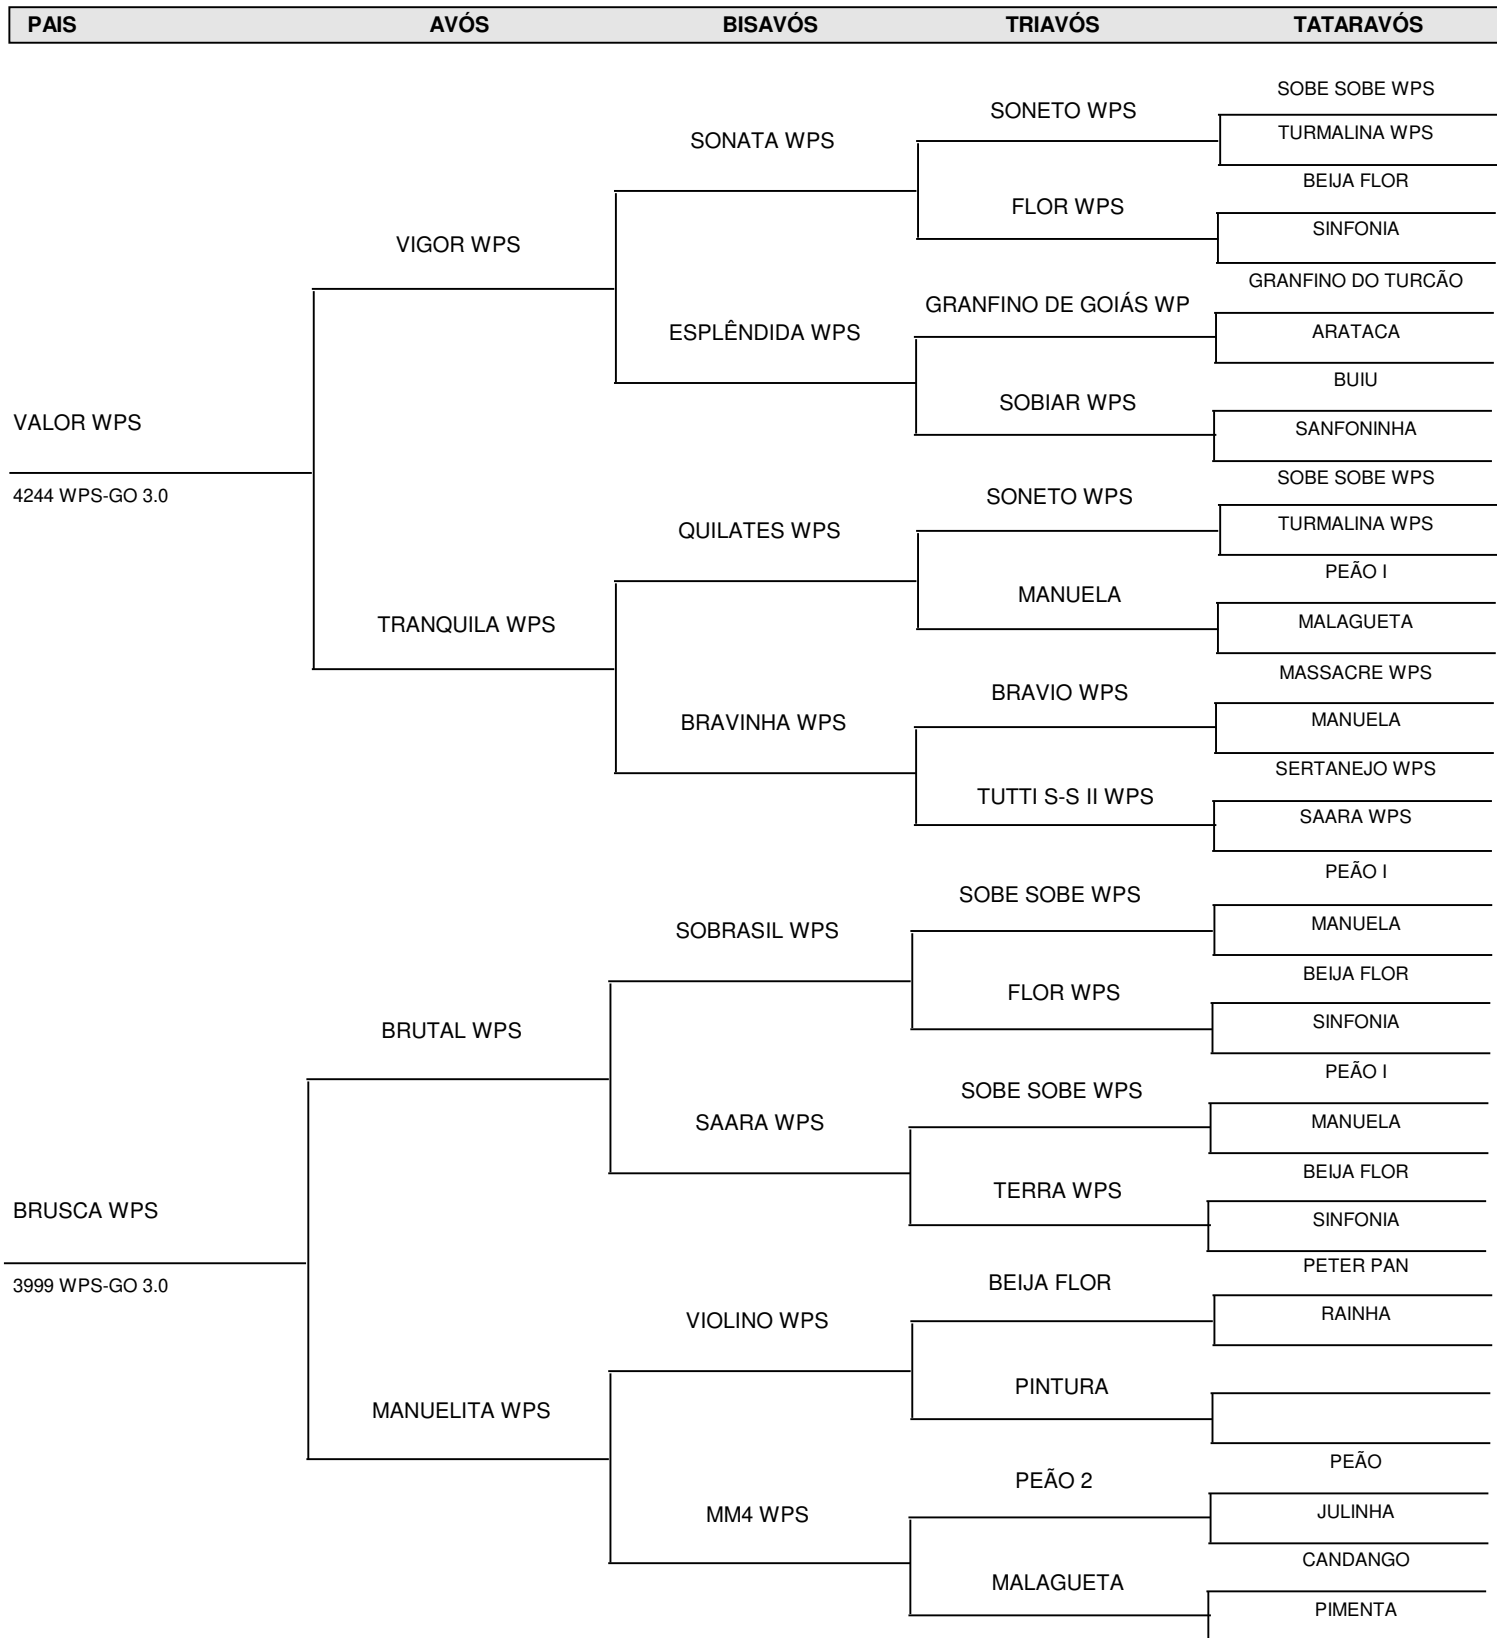 PAIS AVÓS BISAVÓS TRIAVÓS TATARAVÓS
SOBE SOBE WPS
SONETO WPS
TURMALINA WPS
SONATA WPS
BEIJA FLOR
FLOR WPS
SINFONIA
VIGOR WPS
GRANFINO DO TURCÃO
GRANFINO DE GOIÁS WP
ARATACA
ESPLÊNDIDA WPS
BUIU
SOBIAR WPS
VALOR WPS
SANFONINHA
SOBE SOBE WPS
4244 WPS-GO 3.0
SONETO WPS
TURMALINA WPS
QUILATES WPS
PEÃO I
MANUELA
MALAGUETA
TRANQUILA WPS
MASSACRE WPS
BRAVIO WPS
MANUELA
BRAVINHA WPS
SERTANEJO WPS
TUTTI S-S II WPS
SAARA WPS
PEÃO I
SOBE SOBE WPS
MANUELA
SOBRASIL WPS
BEIJA FLOR
FLOR WPS
SINFONIA
BRUTAL WPS
PEÃO I
SOBE SOBE WPS
MANUELA
SAARA WPS
BEIJA FLOR
TERRA WPS
BRUSCA WPS
SINFONIA
PETER PAN
3999 WPS-GO 3.0
BEIJA FLOR
RAINHA
VIOLINO WPS
PINTURA
MANUELITA WPS
PEÃO
PEÃO 2
JULINHA
MM4 WPS
CANDANGO
MALAGUETA
PIMENTA